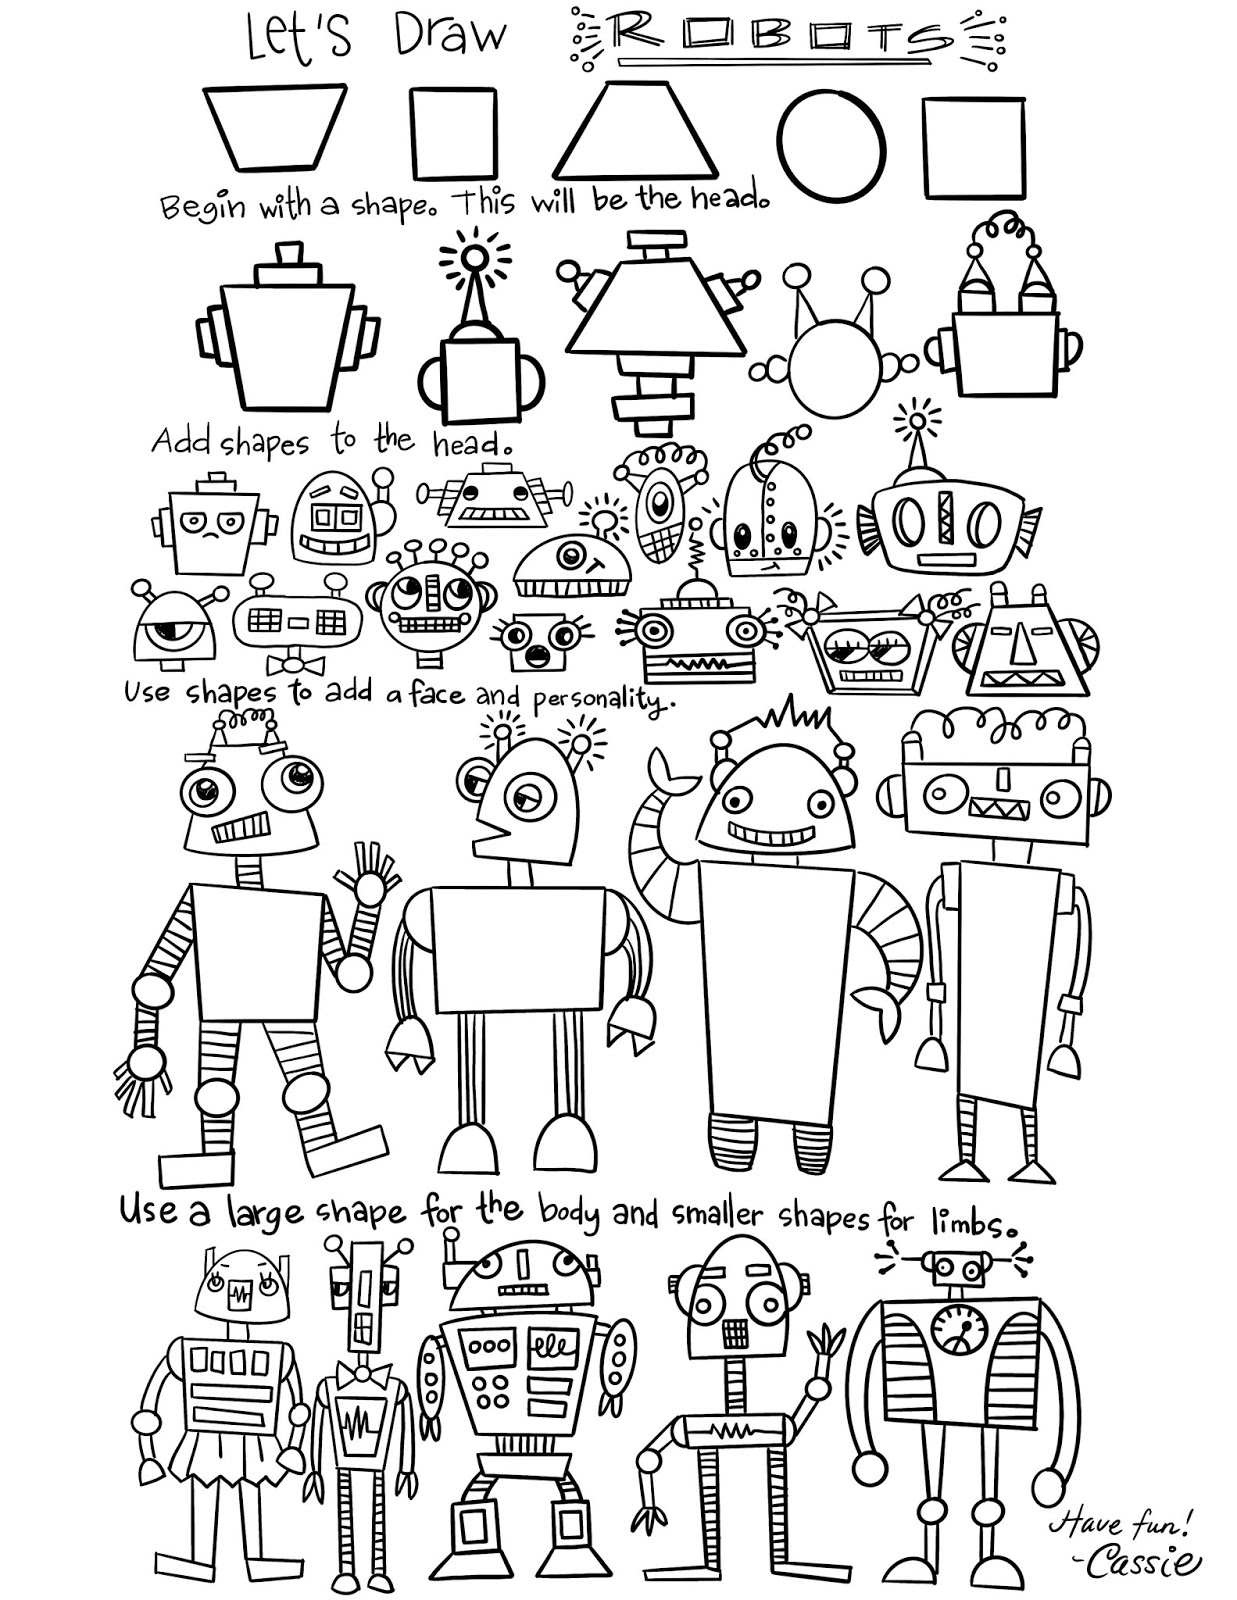 Let's Draw ROBOTS
Begin with a shape. This will be the head.
Add shapes to the head.
Use shapes to add a face and personality.
Use a large shape for the body and smaller shapes for limbs.
Have fun!
-Cassie